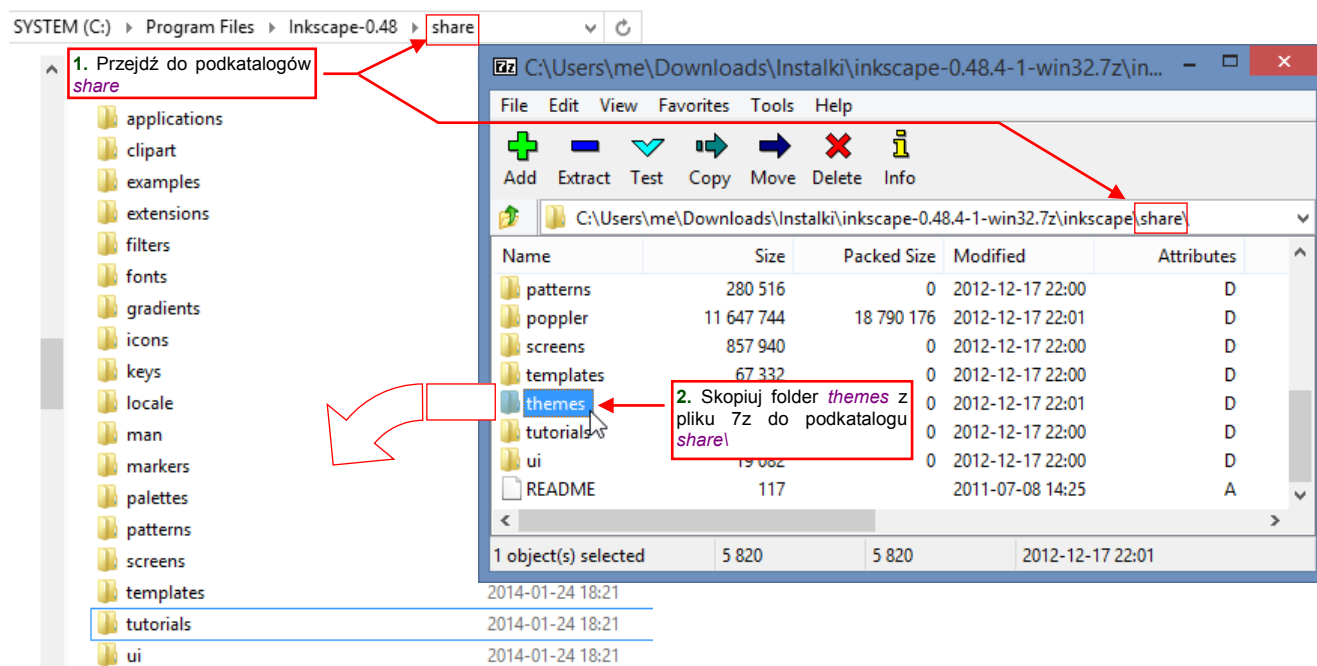 SYSTEM (C:) Program Files Inkscape-0.48 share
1. Przejdź do podkatalogów
share
applications
clipart
examples
extensions
filters
fonts
gradients
icons
keys
locale
man
markers
palettes
patterns
screens
templates 2014-01-24 18:21
tutorials 2014-01-24 18:21
ui 2014-01-24 18:21
7z C:\Users\me\Downloads\Instalki\inkscape-0.48.4-1-win32.7z\in...
File Edit View Favorites Tools Help
Add Extract Test Copy Move Delete Info
C:\Users\me\Downloads\Instalki\inkscape-0.48.4-1-win32.7z\inkscape\share\
Name Size Packed Size Modified Attributes
patterns 280 516 0 2012-12-17 22:00 D
poppler 11 647 744 18 790 176 2012-12-17 22:01 D
screens 857 940 0 2012-12-17 22:00 D
templates 67 332 0 2012-12-17 22:00 D
themes 0 2012-12-17 22:01 D
tutorials 0 2012-12-17 22:00 D
ui 19 082 0 2012-12-17 22:00 D
README 117 2011-07-08 14:25 A
2. Skopiuj folder themes z
pliku 7z do podkatalogu
share\
1 object(s) selected 5 820 5 820 2012-12-17 22:01